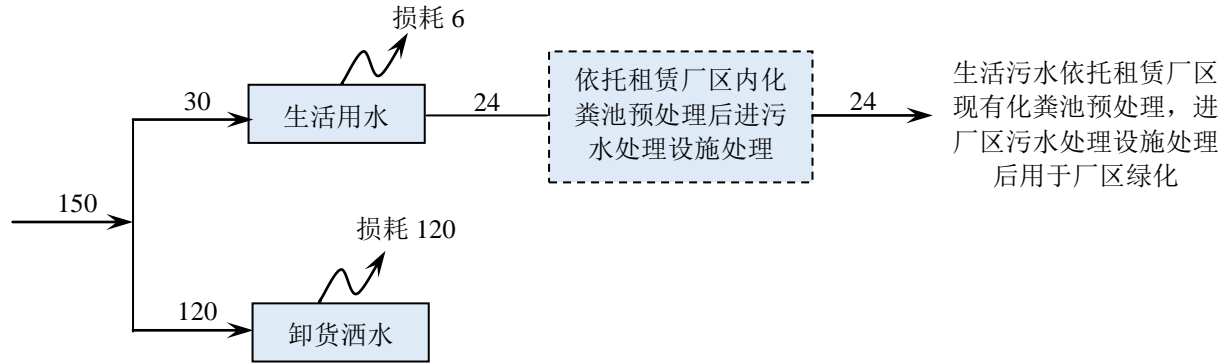 损耗 6
30
生活用水
24
依托租赁厂区内化
粪池预处理后进污
水处理设施处理
24
生活污水依托租赁厂区
现有化粪池预处理，进
厂区污水处理设施处理
后用于厂区绿化
150
损耗 120
120
卸货洒水